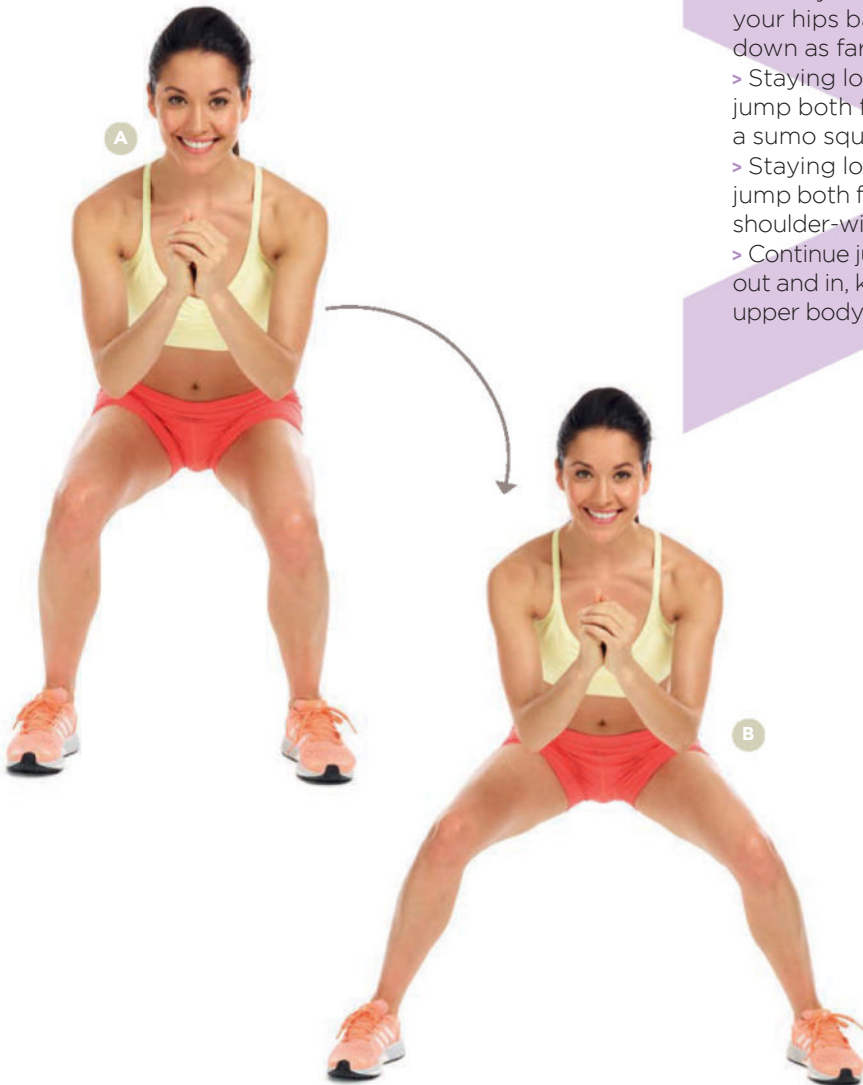 your hips ba
down as far
> Staying lo
jump both f
a sumo squ
> Staying lo
jump both f
shoulder-wi
> Continue ju
out and in, k
upper body
A
B